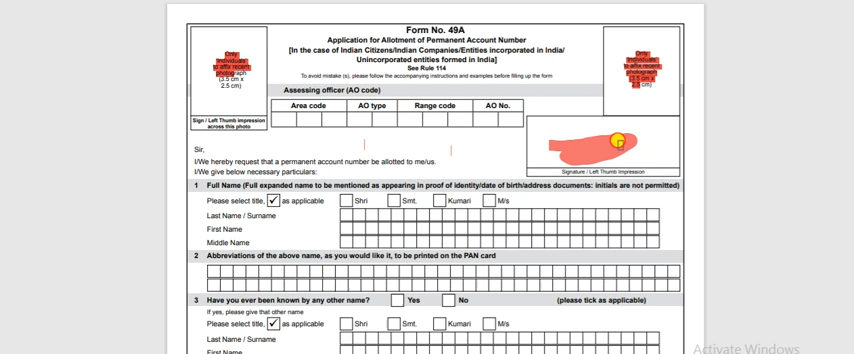 Form No. 49A
Application for Allotment of Permanent Account Number
[In the case of Indian Citizens/Indian Companies/Entities incorporated in India/
Unincorporated entities formed in India]
See Rule 114
To avoid mistake (s), please follow the accompanying instructions and examples before filling up the form
Only
'Individuals'
to affix recent
photograph
(3.5 cm x
2.5 cm)
Only
'Individuals'
to affix recent
photograph
(3.5 cm x
2.5 cm)
Assessing officer (AO code)
Area code AO type Range code AO No.
Sign / Left Thumb impression
across this photo
Signature / Left Thumb Impression
Sir,
I/We hereby request that a permanent account number be allotted to me/us.
I/We give below necessary particulars:
1 Full Name (Full expanded name to be mentioned as appearing in proof of identity/date of birth/address documents: initials are not permitted)
Please select title, ✓ as applicable Shri Smt. Kumari M/s
Last Name / Surname
First Name
Middle Name
2 Abbreviations of the above name, as you would like it, to be printed on the PAN card
3 Have you ever been known by any other name? Yes No (please tick as applicable)
If yes, please give that other name
Please select title, ✓ as applicable Shri Smt. Kumari M/s
Last Name / Surname
First Name
Activate Windows